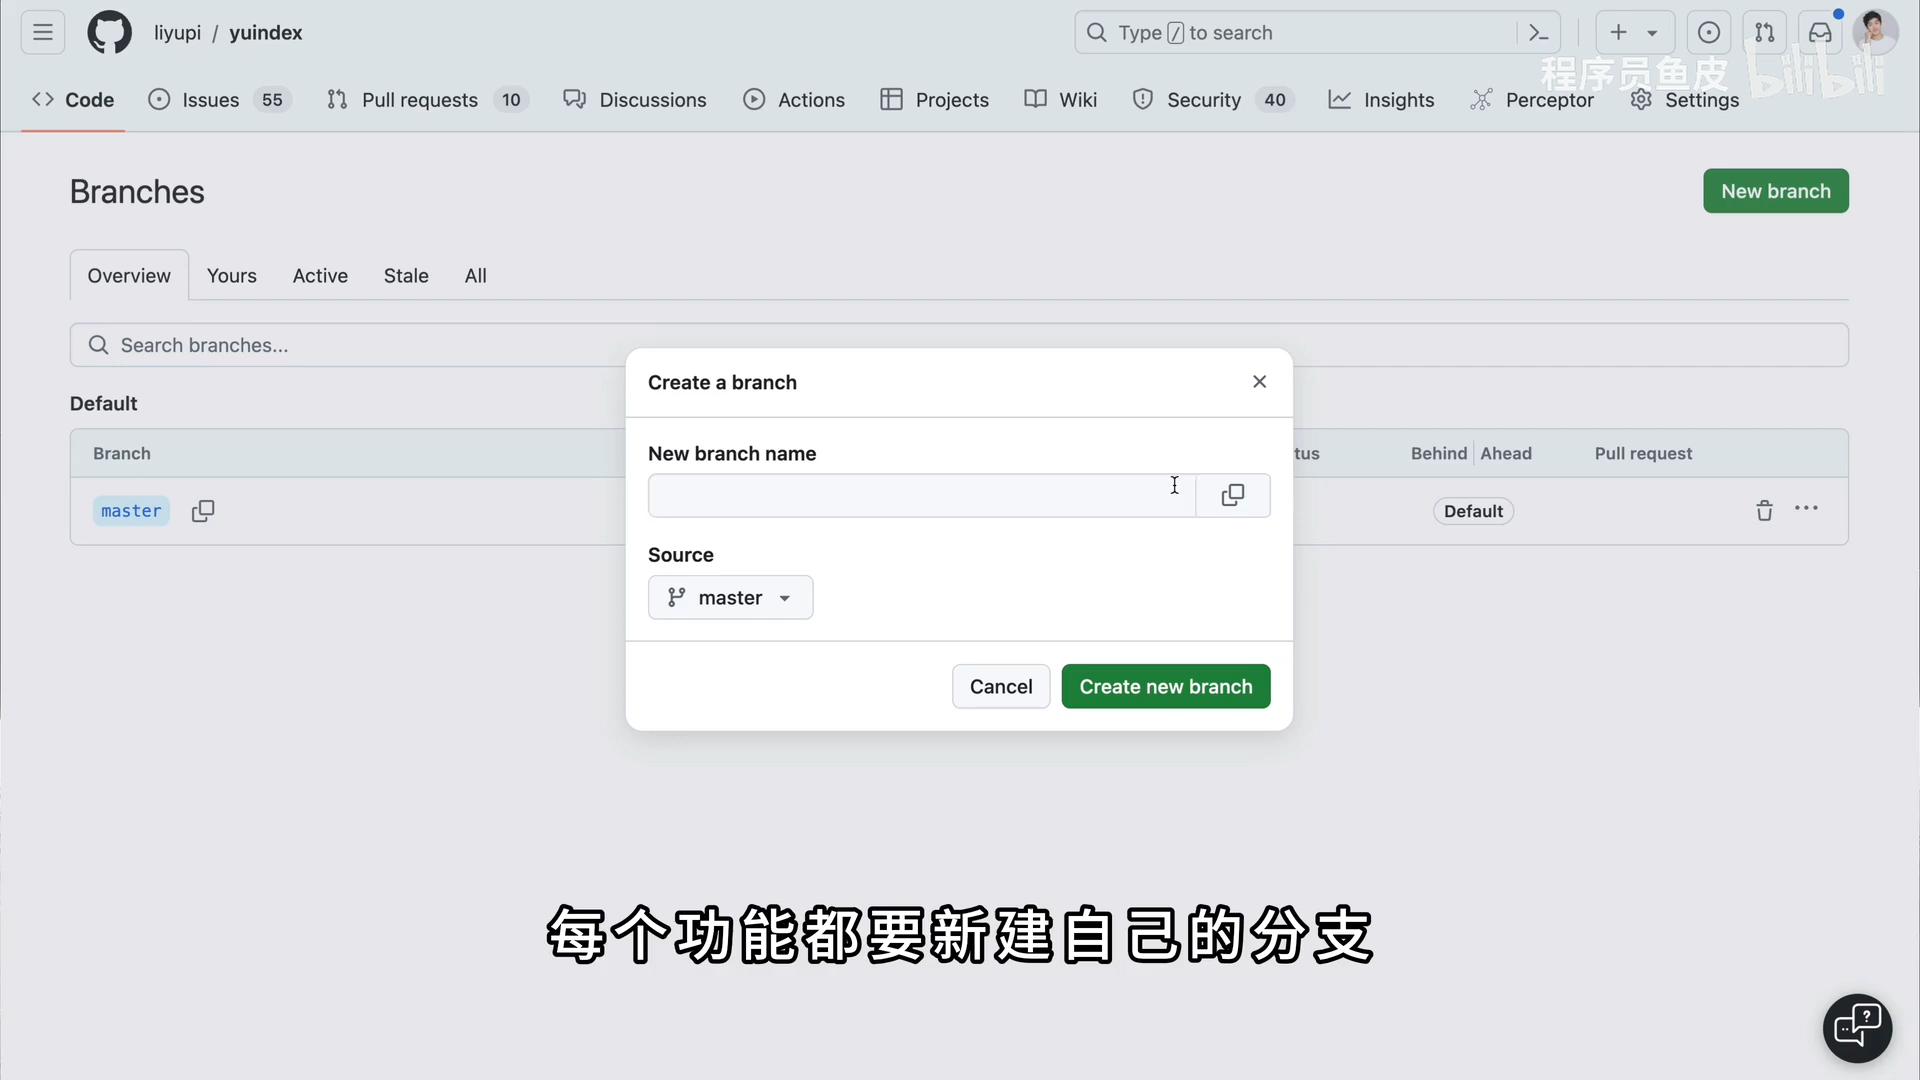 liyupi / yuindex
Type / to search
程序员鱼皮 bilibili
Code
Issues 55
Pull requests 10
Discussions
Actions
Projects
Wiki
Security 40
Insights
Perceptor
Settings
Branches
New branch
Overview
Yours
Active
Stale
All
Search branches...
Default
Branch
tus
Behind
Ahead
Pull request
master
Default
Create a branch
New branch name
Source
master
Cancel
Create new branch
每个功能都要新建自己的分支